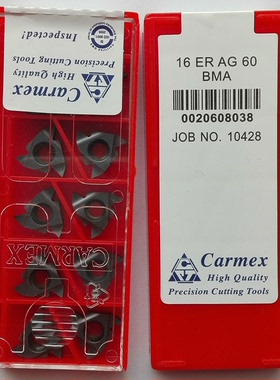 Inspected!
Precision Cutting Tools
High Quality
Carmex
CARMEX
16 ER AG 60
BMA
0020608038
JOB NO. 10428
Carmex
High Quality
Precision Cutting Tools